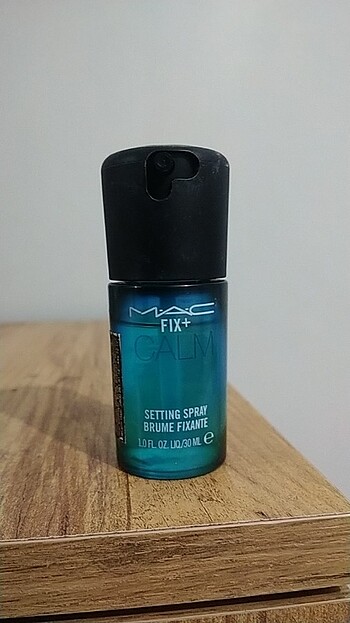 M·A·C
FIX+
CALM
SETTING SPRAY
BRUME FIXANTE
1.0 FL. OZ. LIQ./30 ML e